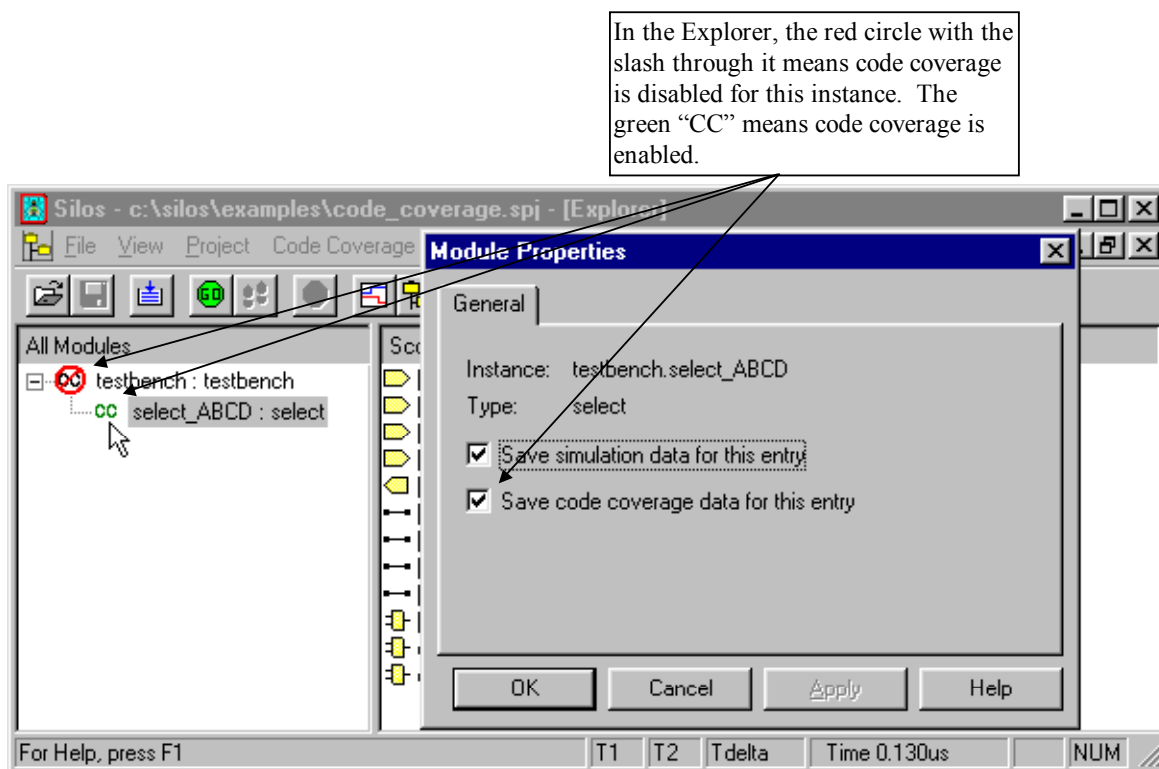 In the Explorer, the red circle with the
slash through it means code coverage
is disabled for this instance.  The
green “CC” means code coverage is
enabled.
Silos - c:\silos\examples\code_coverage.spj - [Explorer]
File View Project Code Coverage
Module Properties
GO
General
All Modules
Instance: testbench.select_ABCD
CC testbench : testbench
Type: select
CC select_ABCD : select
Save simulation data for this entry
Save code coverage data for this entry
OK Cancel Apply Help
For Help, press F1 T1 T2 Tdelta Time 0.130us NUM